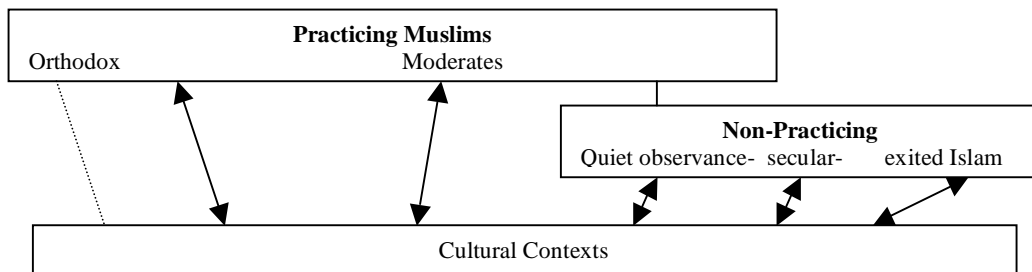 Practicing Muslims
Orthodox Moderates
Non-Practicing
Quiet observance- secular- exited Islam
Cultural Contexts